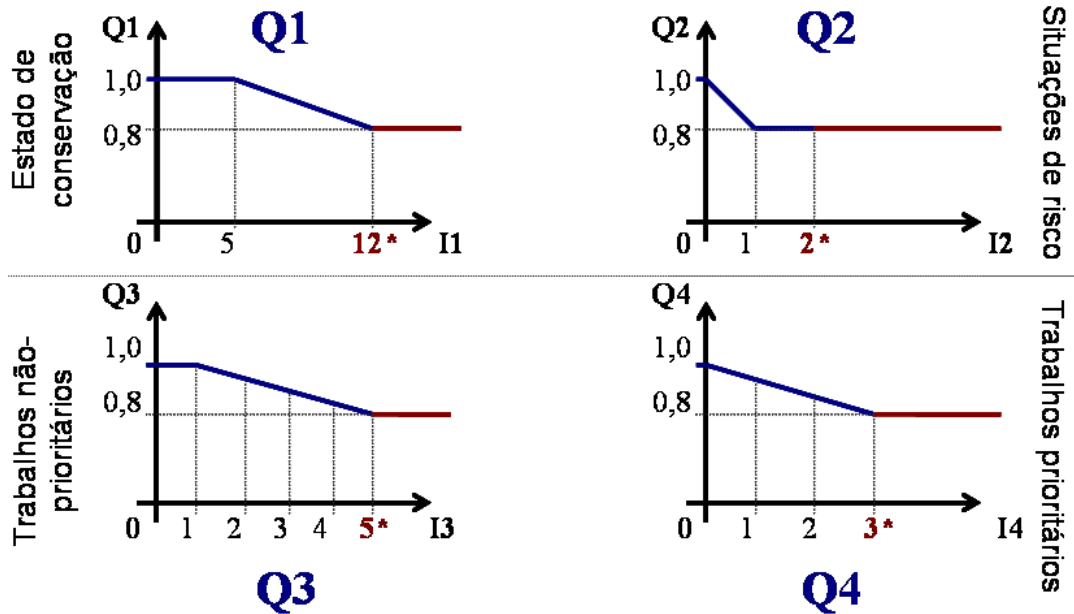 Q1
Q1
Estado de
conservação
1,0
0,8
0
5
12*
I1
Q2
Q2
Situações de risco
1,0
0,8
0
1
2*
I2
Q3
Trabalhos não-
prioritários
1,0
0,8
0
1
2
3
4
5*
I3
Q3
Q4
Trabalhos prioritários
1,0
0,8
0
1
2
3*
I4
Q4